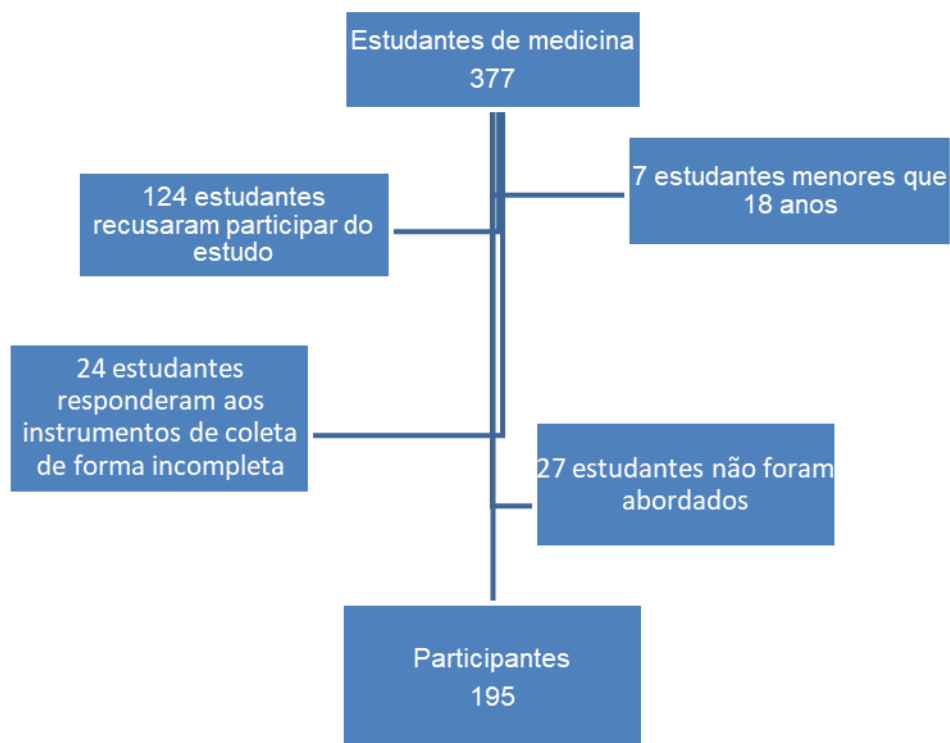 Estudantes de medicina
377
7 estudantes menores que
18 anos
124 estudantes
recusaram participar do
estudo
24 estudantes
responderam aos
instrumentos de coleta
de forma incompleta
27 estudantes não foram
abordados
Participantes
195